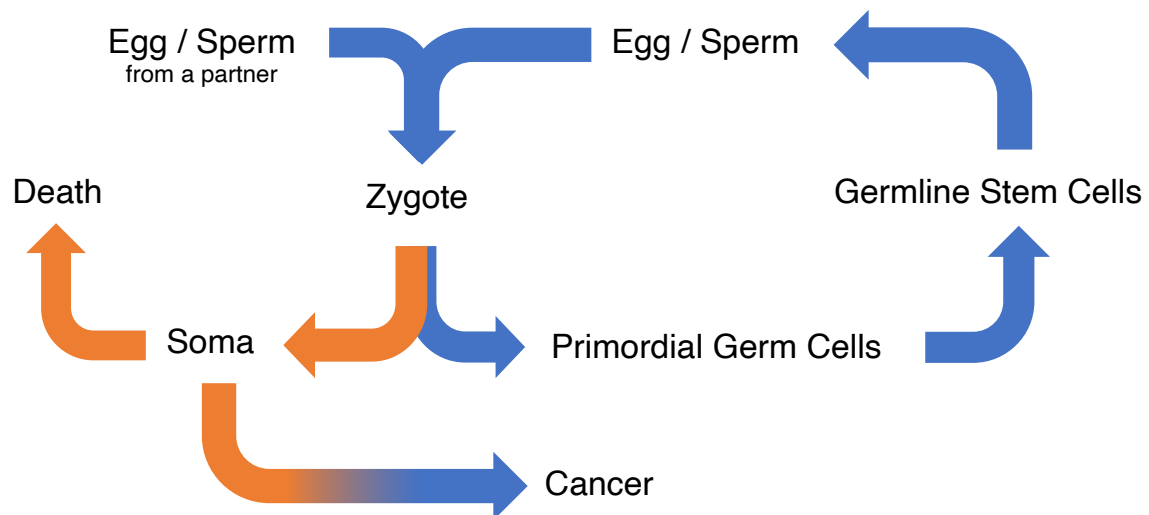 Egg / Sperm
from a partner
Egg / Sperm
Death
Zygote
Germline Stem Cells
Soma
Primordial Germ Cells
Cancer